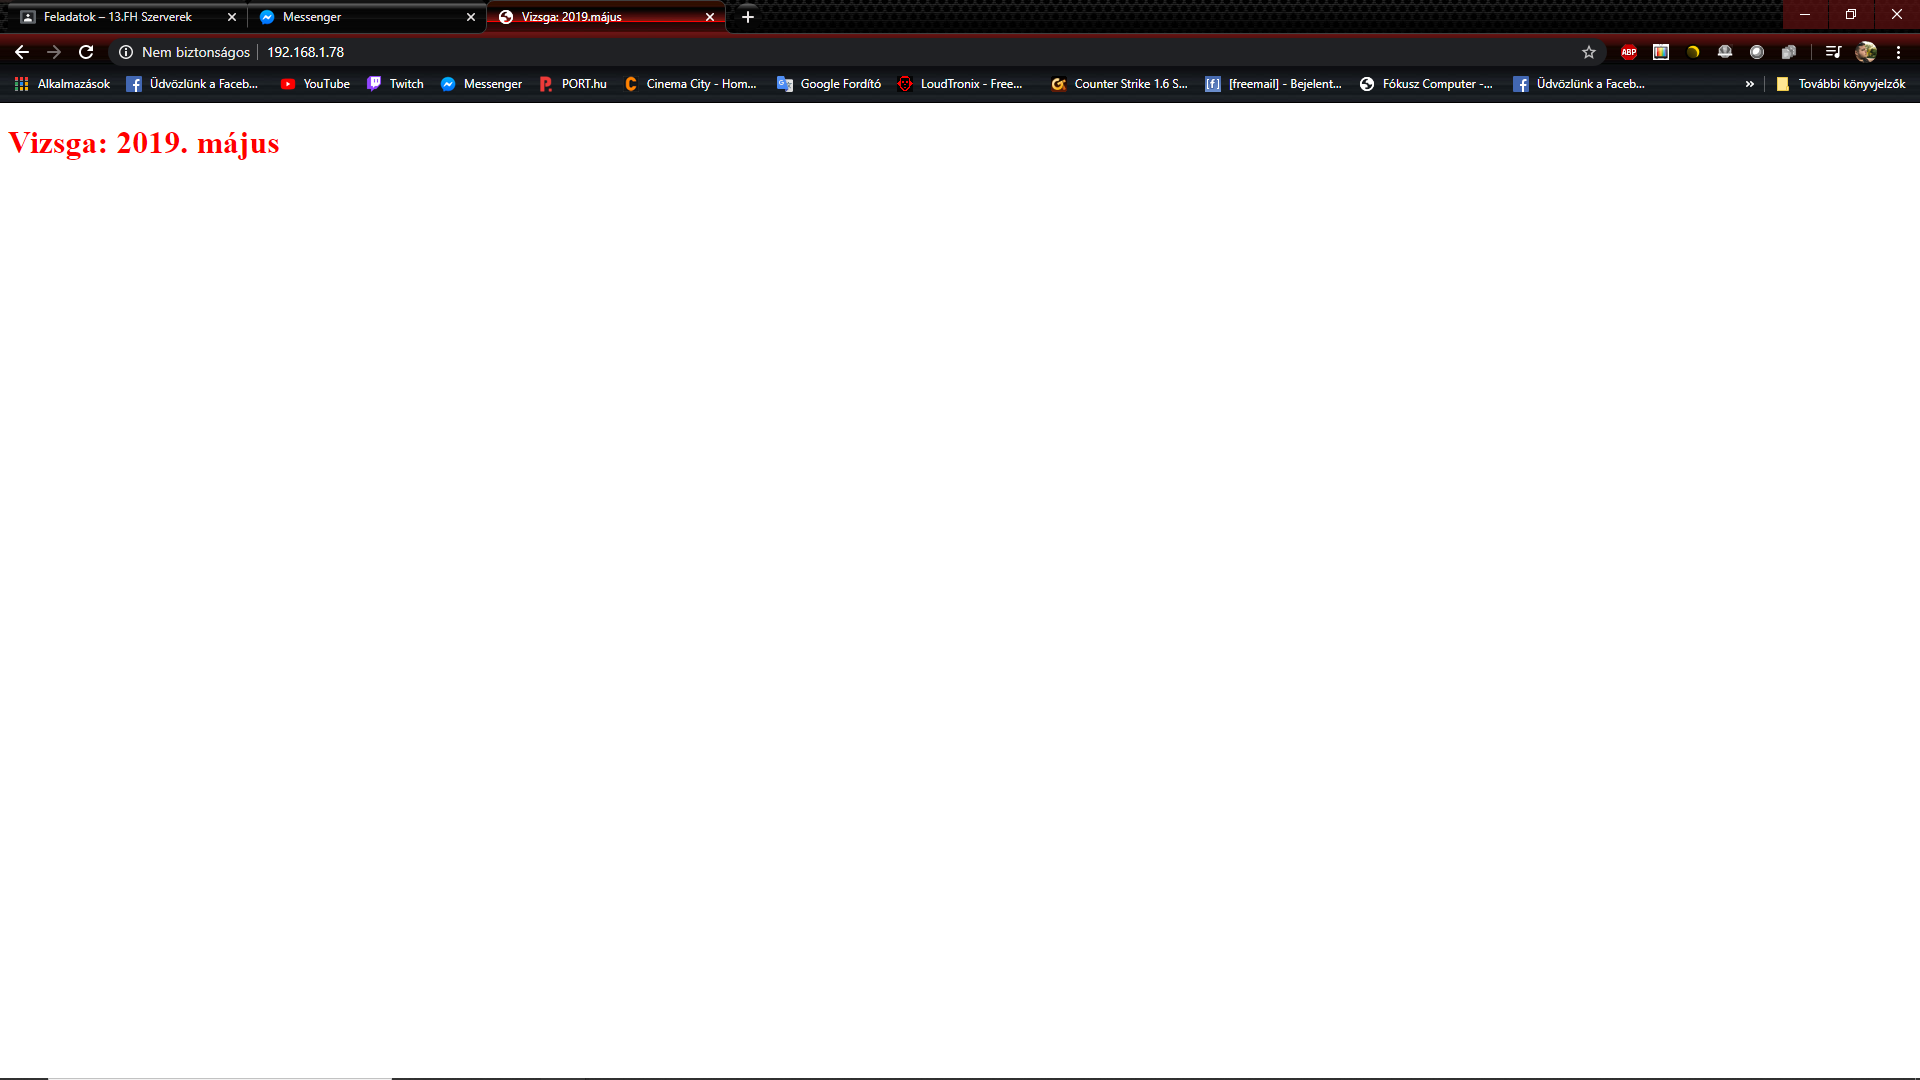 Feladatok – 13.FH Szerverek
Messenger
Vizsga: 2019.május
Nem biztonságos
192.168.1.78
ABP
Alkalmazások
Üdvözlünk a Faceb...
YouTube
Twitch
Messenger
PORT.hu
Cinema City - Hom...
Google Fordító
LoudTronix - Free...
Counter Strike 1.6 S...
[freemail] - Bejelent...
Fókusz Computer -...
Üdvözlünk a Faceb...
»
További könyvjelzők
Vizsga: 2019. május